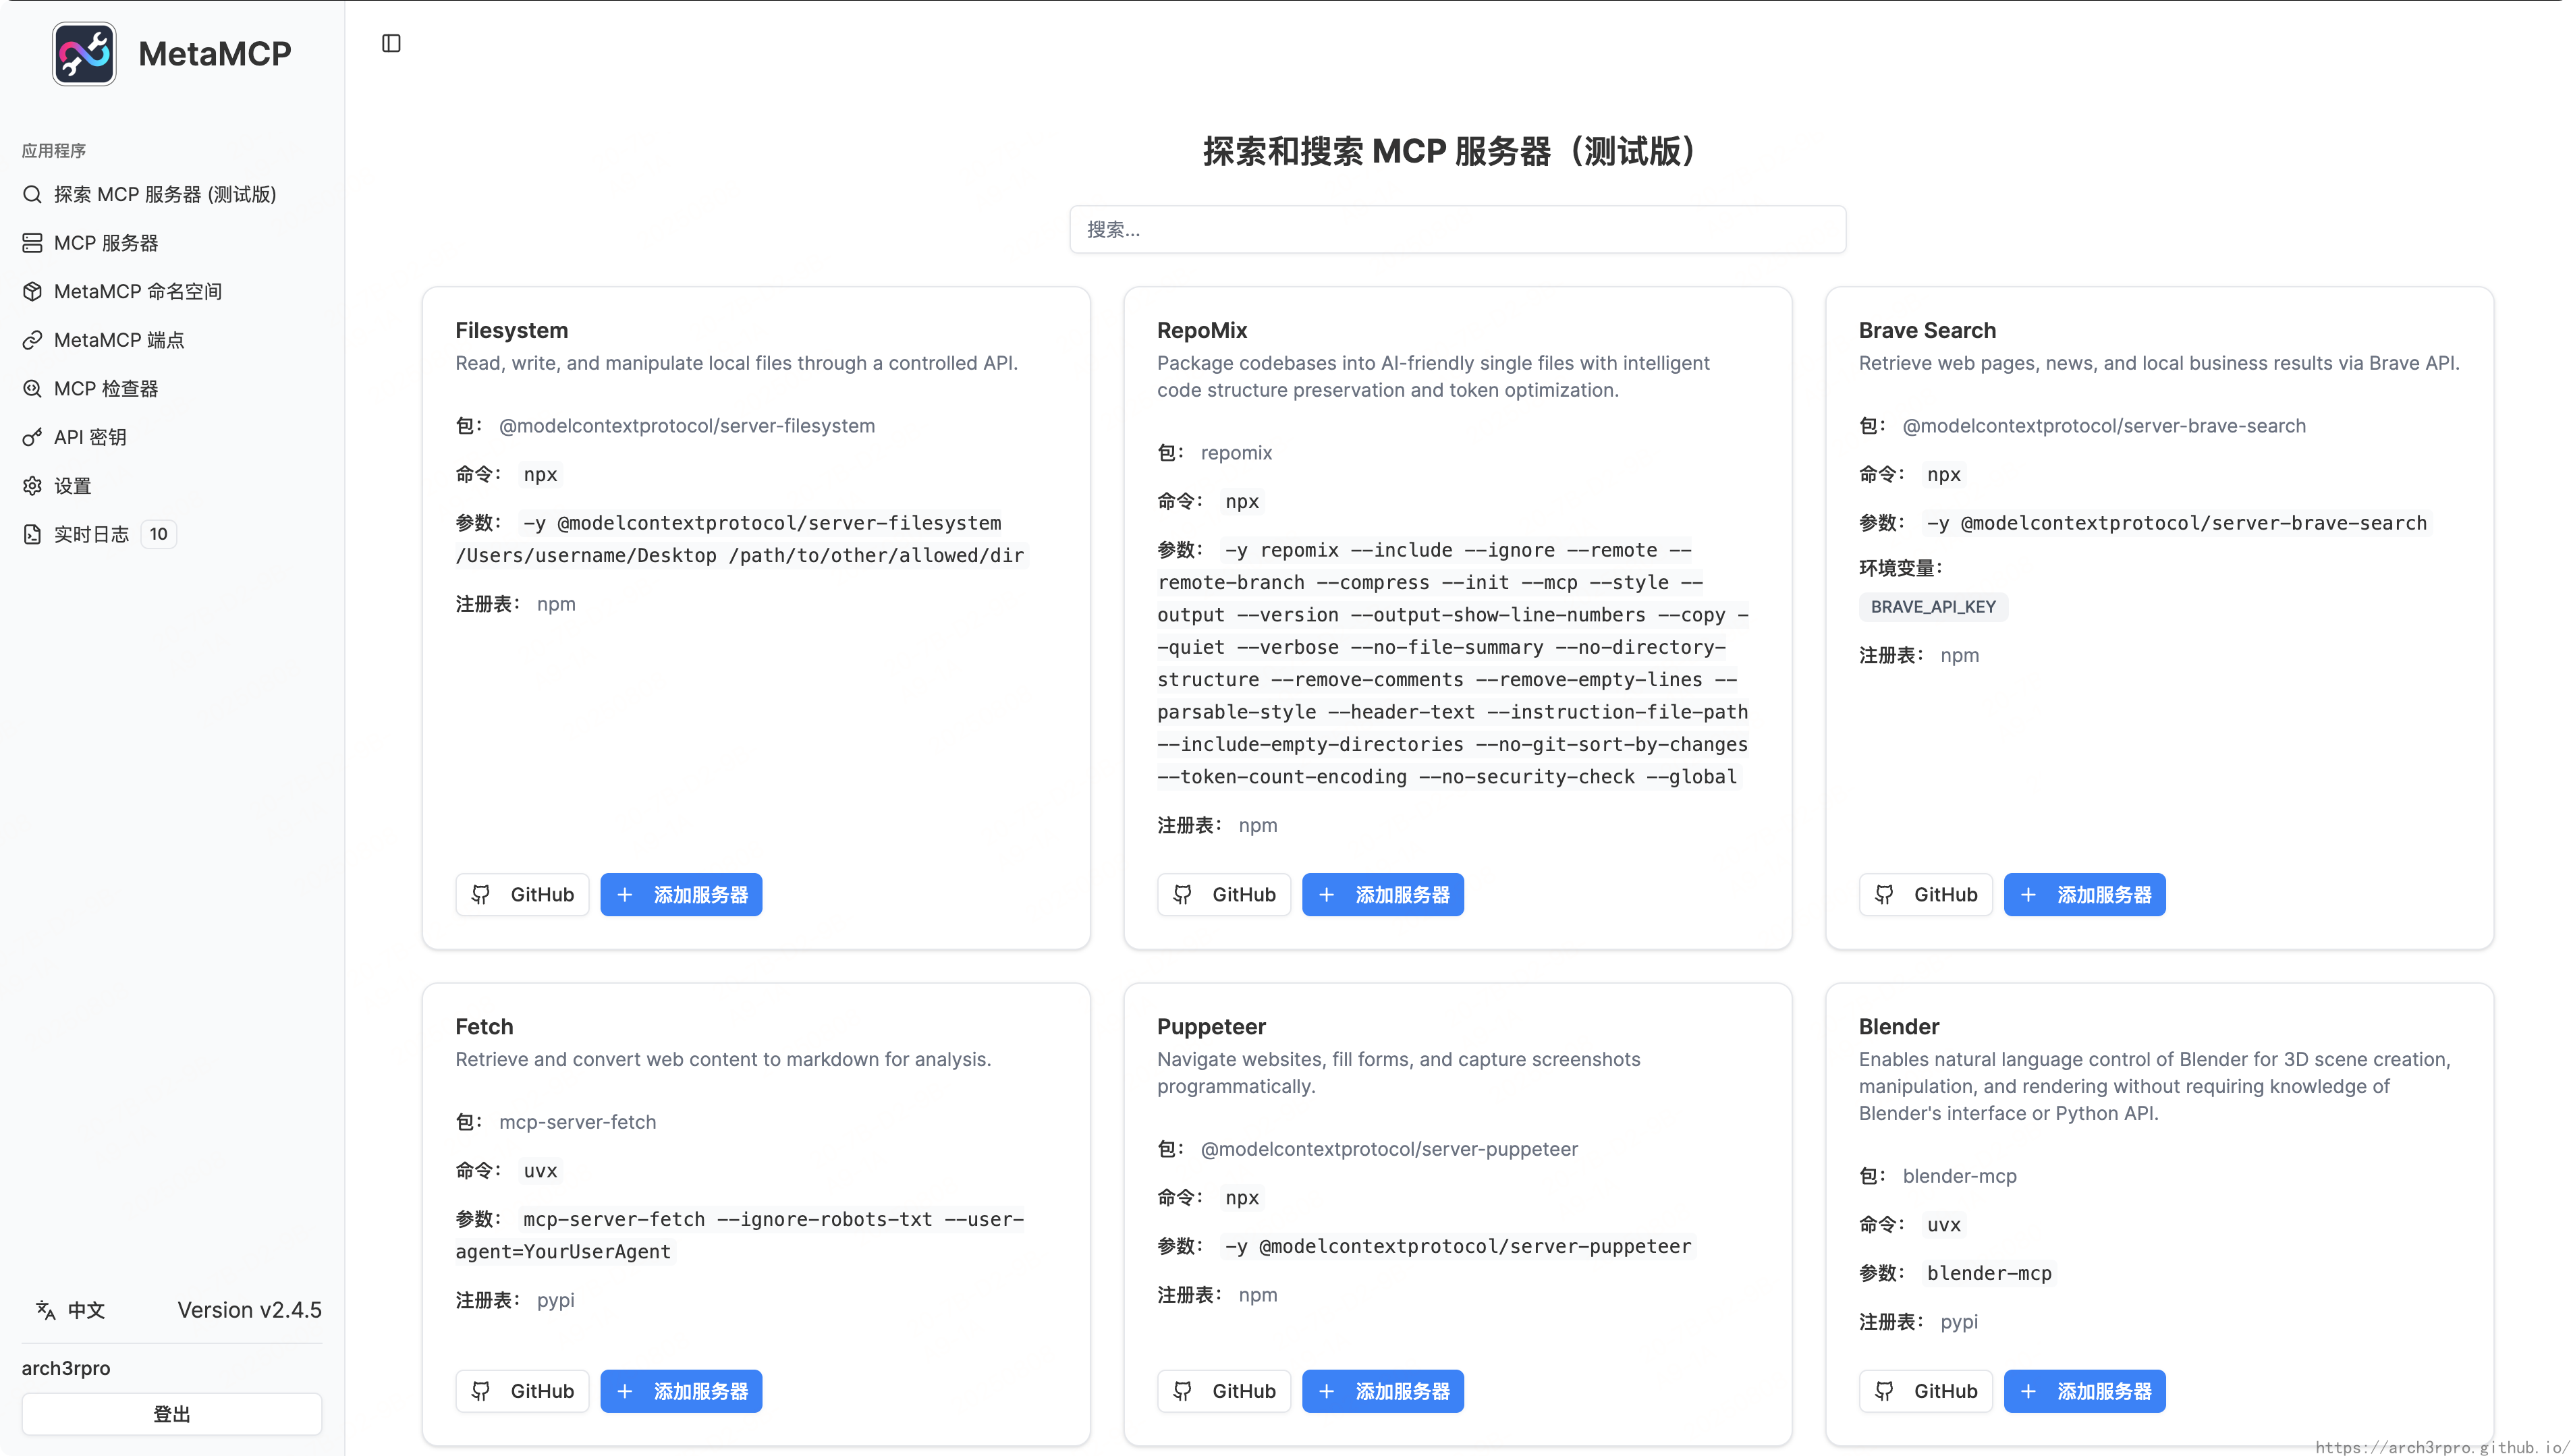 MetaMCP
应用程序
探索 MCP 服务器 (测试版)
MCP 服务器
MetaMCP 命名空间
MetaMCP 端点
MCP 检查器
API 密钥
设置
实时日志 10
中文 Version v2.4.5
arch3rpro
登出
探索和搜索 MCP 服务器（测试版）
搜索...
Filesystem
Read, write, and manipulate local files through a controlled API.
包： @modelcontextprotocol/server-filesystem
命令： npx
参数： -y @modelcontextprotocol/server-filesystem
/Users/username/Desktop /path/to/other/allowed/dir
注册表： npm
GitHub + 添加服务器
RepoMix
Package codebases into AI-friendly single files with intelligent
code structure preservation and token optimization.
包： repomix
命令： npx
参数： -y repomix --include --ignore --remote --
remote-branch --compress --init --mcp --style --
output --version --output-show-line-numbers --copy -
-quiet --verbose --no-file-summary --no-directory-
structure --remove-comments --remove-empty-lines --
parsable-style --header-text --instruction-file-path
--include-empty-directories --no-git-sort-by-changes
--token-count-encoding --no-security-check --global
注册表： npm
GitHub + 添加服务器
Brave Search
Retrieve web pages, news, and local business results via Brave API.
包： @modelcontextprotocol/server-brave-search
命令： npx
参数： -y @modelcontextprotocol/server-brave-search
环境变量：
BRAVE_API_KEY
注册表： npm
GitHub + 添加服务器
Fetch
Retrieve and convert web content to markdown for analysis.
包： mcp-server-fetch
命令： uvx
参数： mcp-server-fetch --ignore-robots-txt --user-
agent=YourUserAgent
注册表： pypi
GitHub + 添加服务器
Puppeteer
Navigate websites, fill forms, and capture screenshots
programmatically.
包： @modelcontextprotocol/server-puppeteer
命令： npx
参数： -y @modelcontextprotocol/server-puppeteer
注册表： npm
GitHub + 添加服务器
Blender
Enables natural language control of Blender for 3D scene creation,
manipulation, and rendering without requiring knowledge of
Blender's interface or Python API.
包： blender-mcp
命令： uvx
参数： blender-mcp
注册表： pypi
GitHub + 添加服务器
https://arch3rpro.github.io/